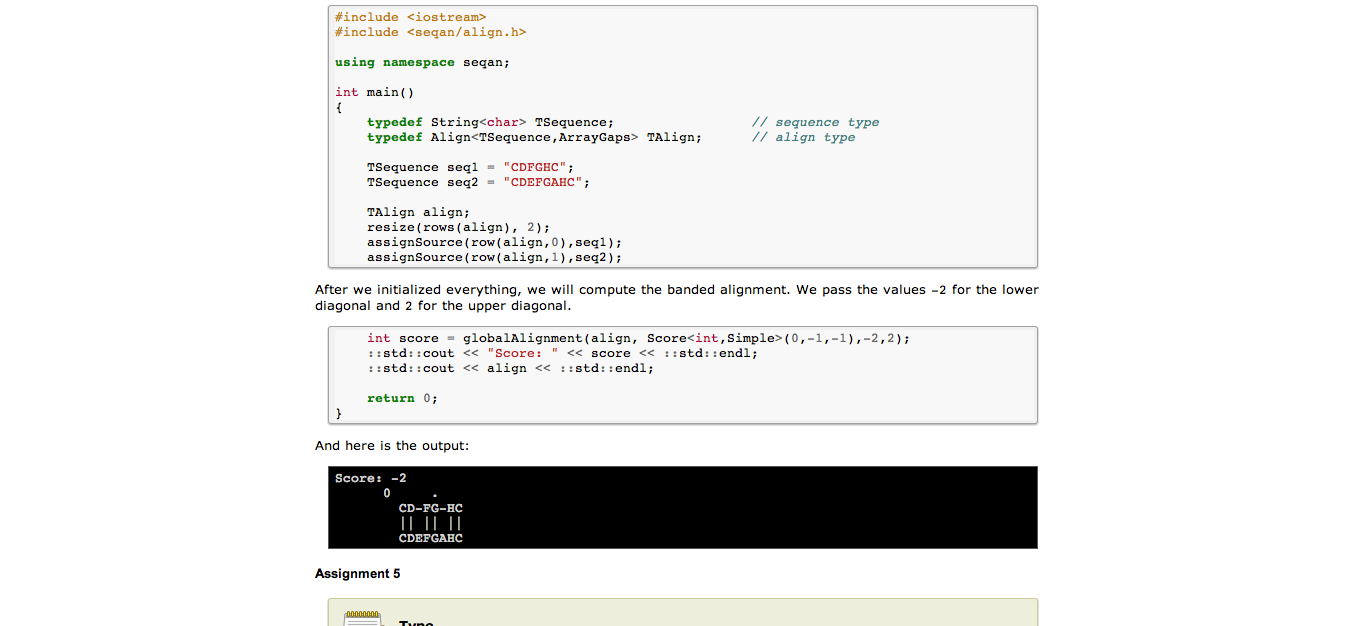 #include <iostream>
#include <seqan/align.h>
using namespace seqan;
int main()
{
typedef String<char> TSequence; // sequence type
typedef Align<TSequence,ArrayGaps> TAlign; // align type
TSequence seq1 = "CDFGHC";
TSequence seq2 = "CDEFGAHC";
TAlign align;
resize(rows(align), 2);
assignSource(row(align,0),seq1);
assignSource(row(align,1),seq2);
After we initialized everything, we will compute the banded alignment. We pass the values -2 for the lower
diagonal and 2 for the upper diagonal.
int score = globalAlignment(align, Score<int,Simple>(0,-1,-1),-2,2);
::std::cout << "Score: " << score << ::std::endl;
::std::cout << align << ::std::endl;
return 0;
}
And here is the output:
Score: -2
0 .
CD-FG-HC
|| || ||
CDEFGAHC
Assignment 5